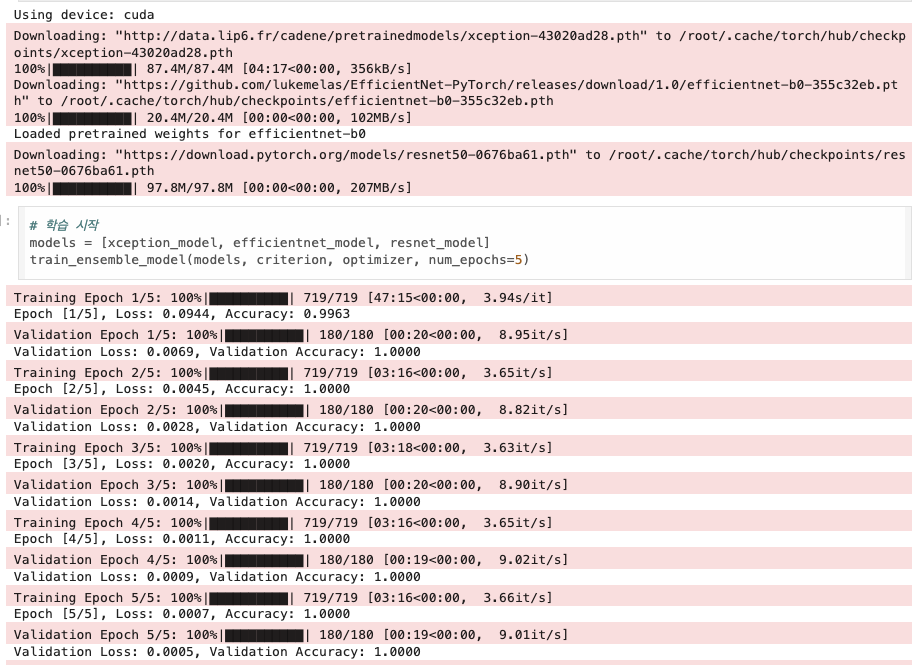 Using device: cuda
Downloading: "http://data.lip6.fr/cadene/pretrainedmodels/xception-43020ad28.pth" to /root/.cache/torch/hub/checkp
oints/xception-43020ad28.pth
100%|██████████| 87.4M/87.4M [04:17<00:00, 356kB/s]
Downloading: "https://github.com/lukemelas/EfficientNet-PyTorch/releases/download/1.0/efficientnet-b0-355c32eb.pt
h" to /root/.cache/torch/hub/checkpoints/efficientnet-b0-355c32eb.pth
100%|██████████| 20.4M/20.4M [00:00<00:00, 102MB/s]
Loaded pretrained weights for efficientnet-b0
Downloading: "https://download.pytorch.org/models/resnet50-0676ba61.pth" to /root/.cache/torch/hub/checkpoints/res
net50-0676ba61.pth
100%|██████████| 97.8M/97.8M [00:00<00:00, 207MB/s]
]:
# 학습 시작
models = [xception_model, efficientnet_model, resnet_model]
train_ensemble_model(models, criterion, optimizer, num_epochs=5)
Training Epoch 1/5: 100%|██████████| 719/719 [47:15<00:00,  3.94s/it]
Epoch [1/5], Loss: 0.0944, Accuracy: 0.9963
Validation Epoch 1/5: 100%|██████████| 180/180 [00:20<00:00,  8.95it/s]
Validation Loss: 0.0069, Validation Accuracy: 1.0000
Training Epoch 2/5: 100%|██████████| 719/719 [03:16<00:00,  3.65it/s]
Epoch [2/5], Loss: 0.0045, Accuracy: 1.0000
Validation Epoch 2/5: 100%|██████████| 180/180 [00:20<00:00,  8.82it/s]
Validation Loss: 0.0028, Validation Accuracy: 1.0000
Training Epoch 3/5: 100%|██████████| 719/719 [03:18<00:00,  3.63it/s]
Epoch [3/5], Loss: 0.0020, Accuracy: 1.0000
Validation Epoch 3/5: 100%|██████████| 180/180 [00:20<00:00,  8.90it/s]
Validation Loss: 0.0014, Validation Accuracy: 1.0000
Training Epoch 4/5: 100%|██████████| 719/719 [03:16<00:00,  3.65it/s]
Epoch [4/5], Loss: 0.0011, Accuracy: 1.0000
Validation Epoch 4/5: 100%|██████████| 180/180 [00:19<00:00,  9.02it/s]
Validation Loss: 0.0009, Validation Accuracy: 1.0000
Training Epoch 5/5: 100%|██████████| 719/719 [03:16<00:00,  3.66it/s]
Epoch [5/5], Loss: 0.0007, Accuracy: 1.0000
Validation Epoch 5/5: 100%|██████████| 180/180 [00:19<00:00,  9.01it/s]
Validation Loss: 0.0005, Validation Accuracy: 1.0000